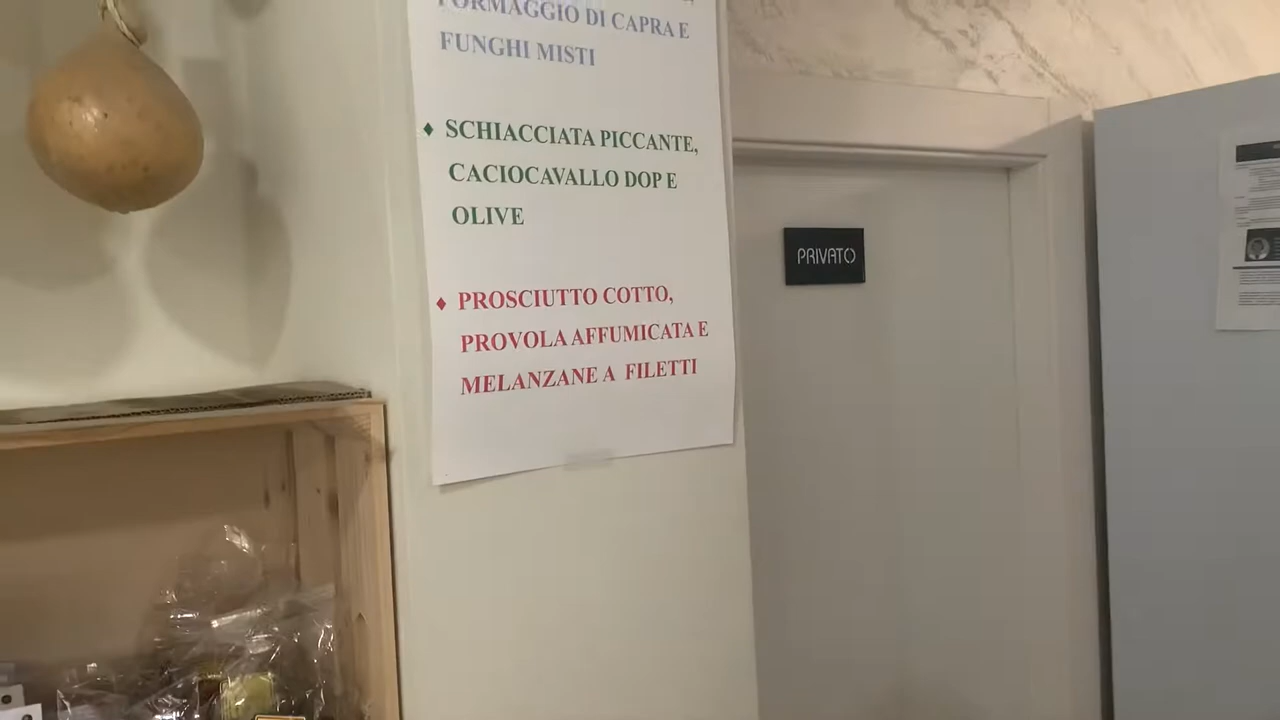 FORMAGGIO DI CAPRA E
FUNGHI MISTI
♦ SCHIACCIATA PICCANTE,
CACIOCAVALLO DOP E
OLIVE
♦ PROSCIUTTO COTTO,
PROVOLA AFFUMICATA E
MELANZANE A FILETTI
PRIVATO